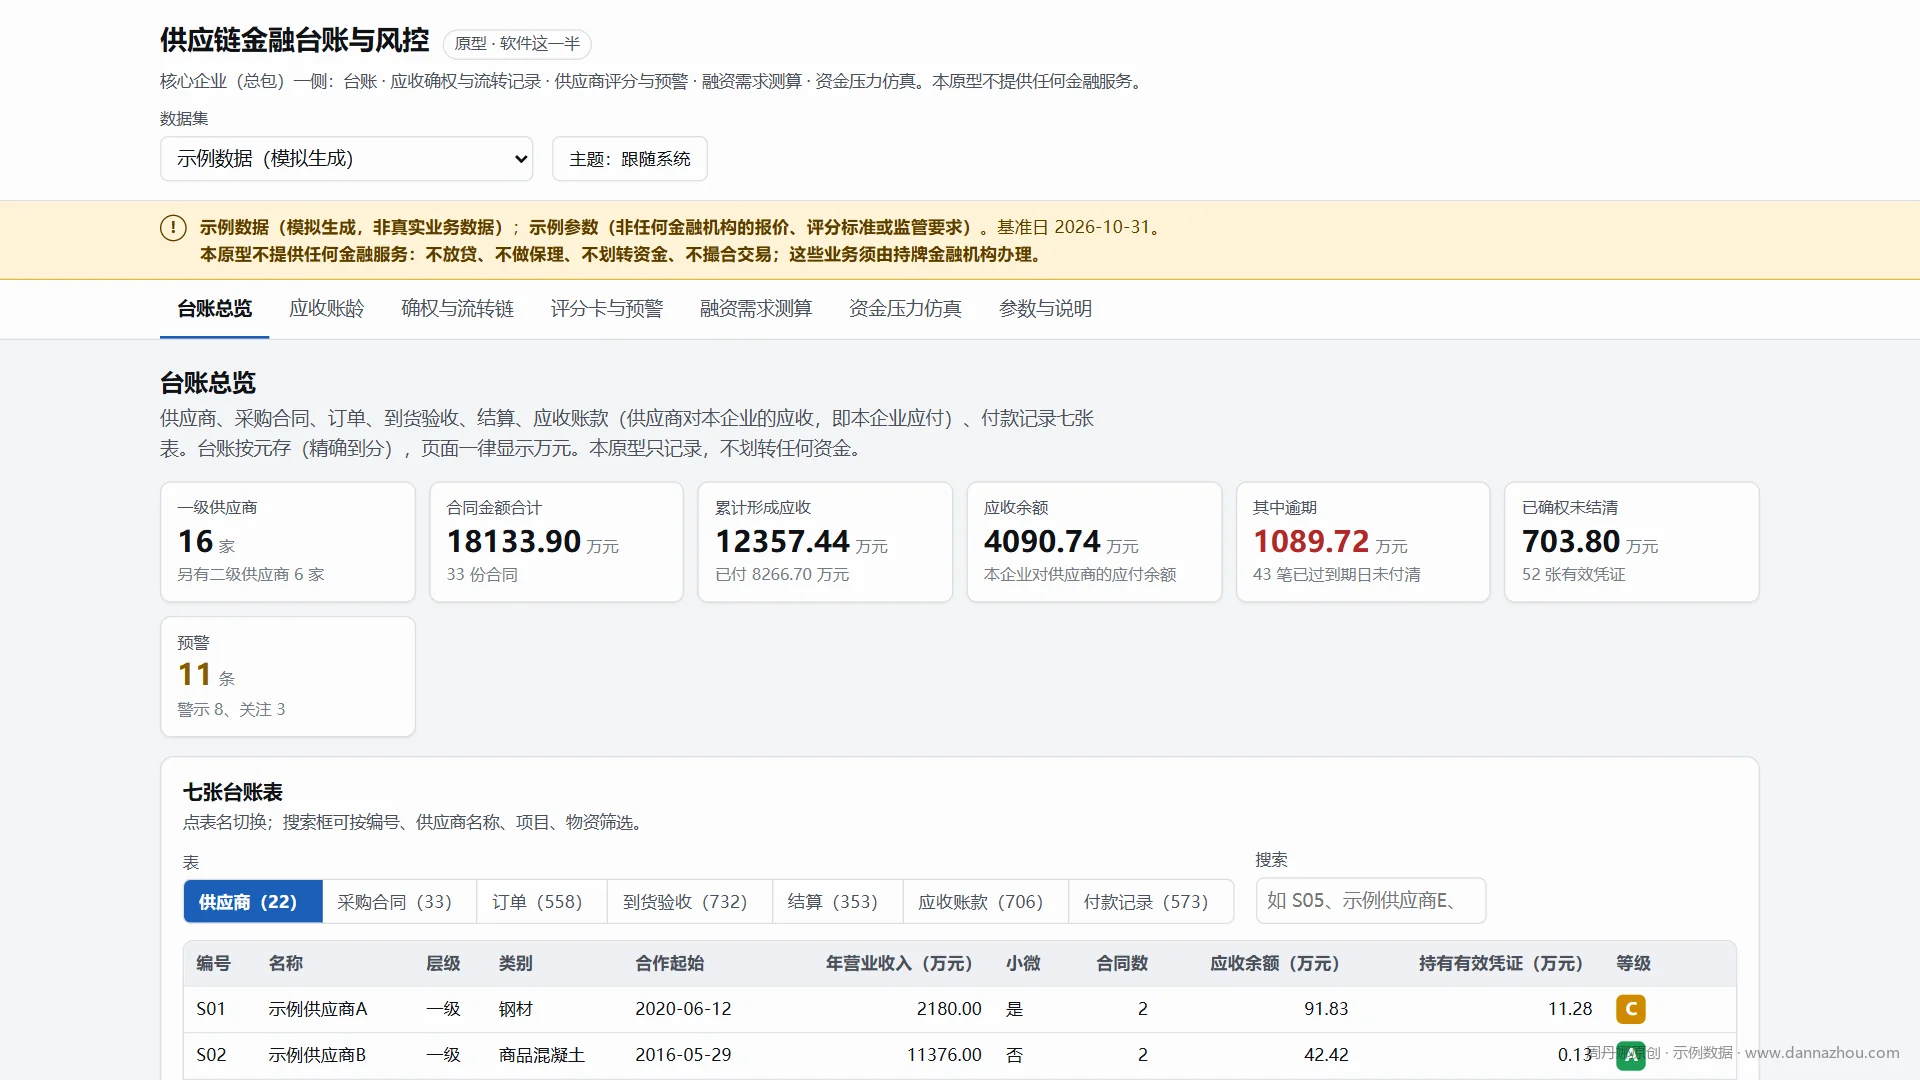 供应链金融台账与风控 原型 · 软件这一半
核心企业（总包）一侧：台账 · 应收确权与流转记录 · 供应商评分与预警 · 融资需求测算 · 资金压力仿真。本原型不提供任何金融服务。
数据集
示例数据（模拟生成） 主题：跟随系统
! 示例数据（模拟生成，非真实业务数据）；示例参数（非任何金融机构的报价、评分标准或监管要求）。基准日 2026-10-31。
本原型不提供任何金融服务：不放贷、不做保理、不划转资金、不撮合交易；这些业务须由持牌金融机构办理。
台账总览 应收账龄 确权与流转链 评分卡与预警 融资需求测算 资金压力仿真 参数与说明
台账总览
供应商、采购合同、订单、到货验收、结算、应收账款（供应商对本企业的应收，即本企业应付）、付款记录七张
表。台账按元存（精确到分），页面一律显示万元。本原型只记录，不划转任何资金。
一级供应商 合同金额合计 累计形成应收 应收余额 其中逾期 已确权未结清
16 家 18133.90 万元 12357.44 万元 4090.74 万元 1089.72 万元 703.80 万元
另有二级供应商 6 家 33 份合同 已付 8266.70 万元 本企业对供应商的应付余额 43 笔已过到期日未付清 52 张有效凭证
预警
11 条
警示 8、关注 3
七张台账表
点表名切换；搜索框可按编号、供应商名称、项目、物资筛选。
表 搜索
供应商（22） 采购合同（33） 订单（558） 到货验收（732） 结算（353） 应收账款（706） 付款记录（573） 如 S05、示例供应商E、
编号 名称 层级 类别 合作起始 年营业收入（万元） 小微 合同数 应收余额（万元） 持有有效凭证（万元） 等级
S01 示例供应商A 一级 钢材 2020-06-12 2180.00 是 2 91.83 11.28 C
S02 示例供应商B 一级 商品混凝土 2016-05-29 11376.00 否 2 42.42 0.13 A
创 · 示例数据 · www.dannazhou.com